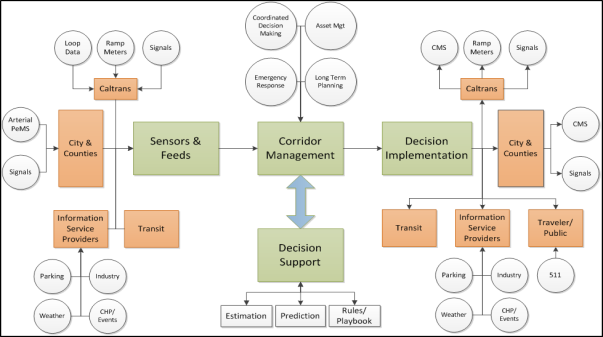 Coordinated
Decision
Making
Asset Mgt
Emergency
Response
Long Term
Planning
Loop
Data
Ramp
Meters
Signals
Caltrans
Arterial
PeMS
Signals
City &
Counties
Sensors &
Feeds
Corridor
Management
Decision
Implementation
CMS
Ramp
Meters
Signals
Caltrans
City &
Counties
CMS
Signals
Information
Service
Providers
Transit
Parking
Industry
Weather
CHP/
Events
Decision
Support
Estimation
Prediction
Rules/
Playbook
Transit
Information
Service
Providers
Traveler/
Public
Parking
Industry
511
Weather
CHP/
Events